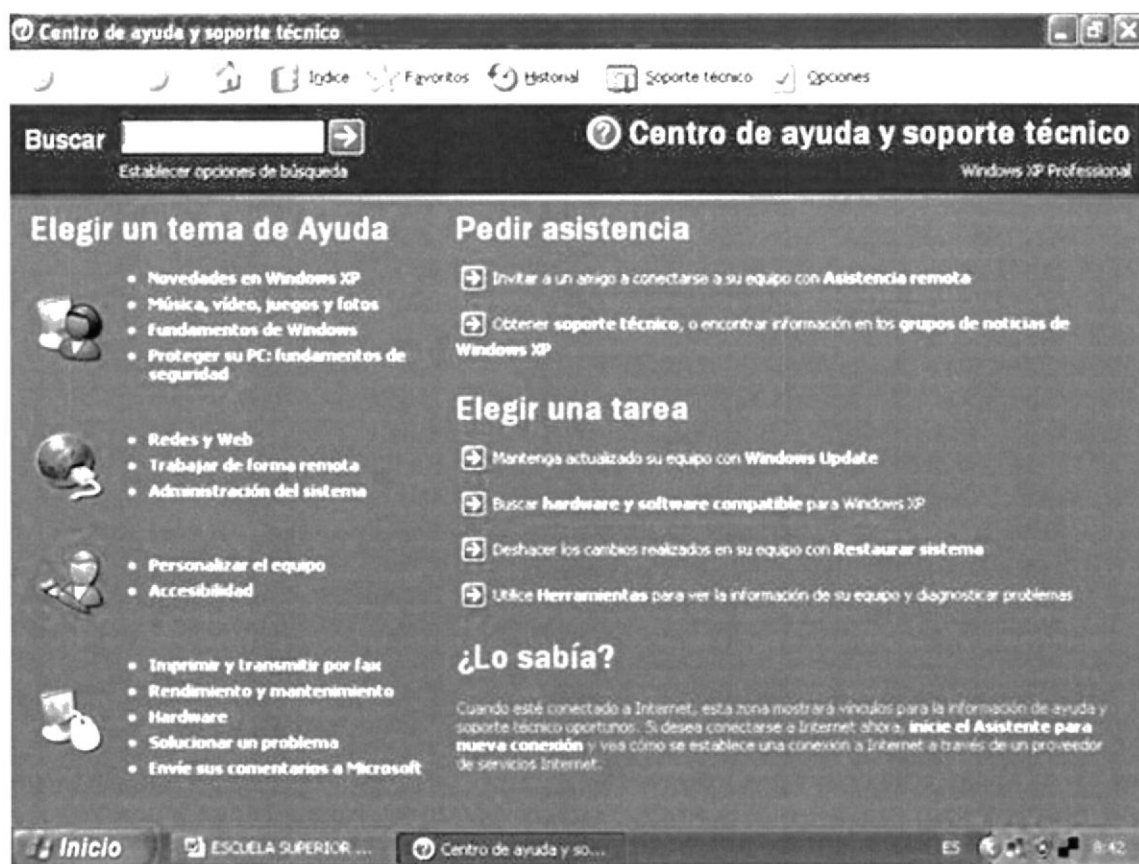 Centro de ayuda y soporte técnico
Indice Favoritos Historial Soporte técnico Opciones
Buscar
Establecer opciones de búsqueda
Centro de ayuda y soporte técnico
Windows XP Professional
Elegir un tema de Ayuda
Novedades en Windows XP
Música, vídeo, juegos y fotos
Fundamentos de Windows
Proteger su PC: fundamentos de
seguridad
Redes y Web
Trabajar de forma remota
Administración del sistema
Personalizar el equipo
Accesibilidad
Imprimir y transmitir por fax
Rendimiento y mantenimiento
Hardware
Solucionar un problema
Envíe sus comentarios a Microsoft
Pedir asistencia
Invitar a un amigo a conectarse a su equipo con Asistencia remota
Obtener soporte técnico, o encontrar información en los grupos de noticias de
Windows XP
Elegir una tarea
Mantenga actualizado su equipo con Windows Update
Buscar hardware y software compatible para Windows XP
Deshacer los cambios realizados en su equipo con Restaurar sistema
Utilice Herramientas para ver la información de su equipo y diagnosticar problemas
¿Lo sabía?
Cuando esté conectado a Internet, esta zona mostrará vínculos para la información de ayuda y
soporte técnico oportunos. Si desea conectarse a Internet ahora, inicie el Asistente para
nueva conexión y vea cómo se establece una conexión a Internet a través de un proveedor
de servicios Internet.
Inicio ESCUELA SUPERIOR ... Centro de ayuda y so... ES 8:42